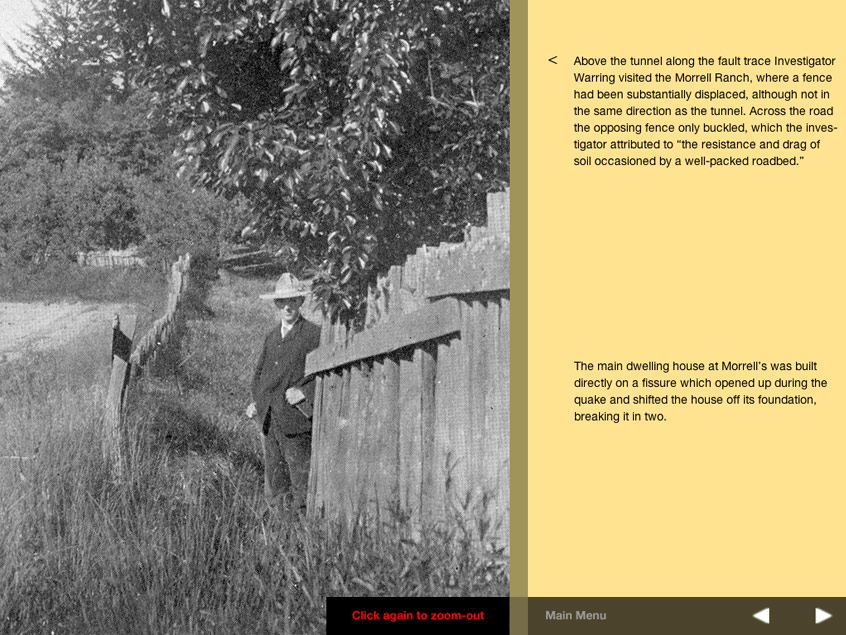 < Above the tunnel along the fault trace Investigator
Warring visited the Morrell Ranch, where a fence
had been substantially displaced, although not in
the same direction as the tunnel. Across the road
the opposing fence only buckled, which the inves-
tigator attributed to “the resistance and drag of
soil occasioned by a well-packed roadbed.”
The main dwelling house at Morrell’s was built
directly on a fissure which opened up during the
quake and shifted the house off its foundation,
breaking it in two.
Click again to zoom-out
Main Menu